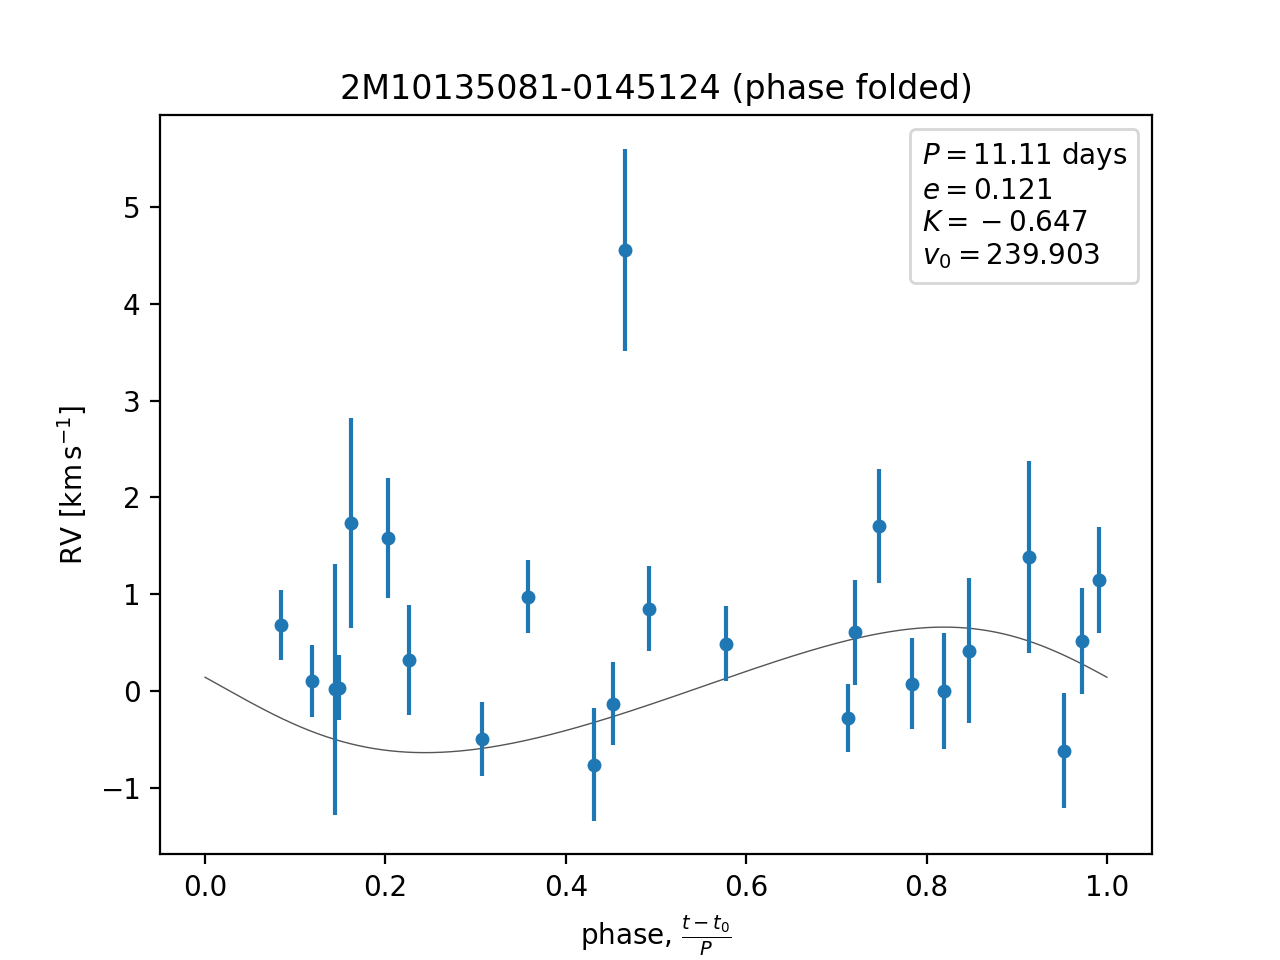 2M10135081-0145124 (phase folded)
P = 11.11 days
e = 0.121
K = −0.647
v₀ = 239.903
5
4
3
2
1
0
−1
RV [km s⁻¹]
0.0 0.2 0.4 0.6 0.8 1.0
phase, (t − t₀)/P